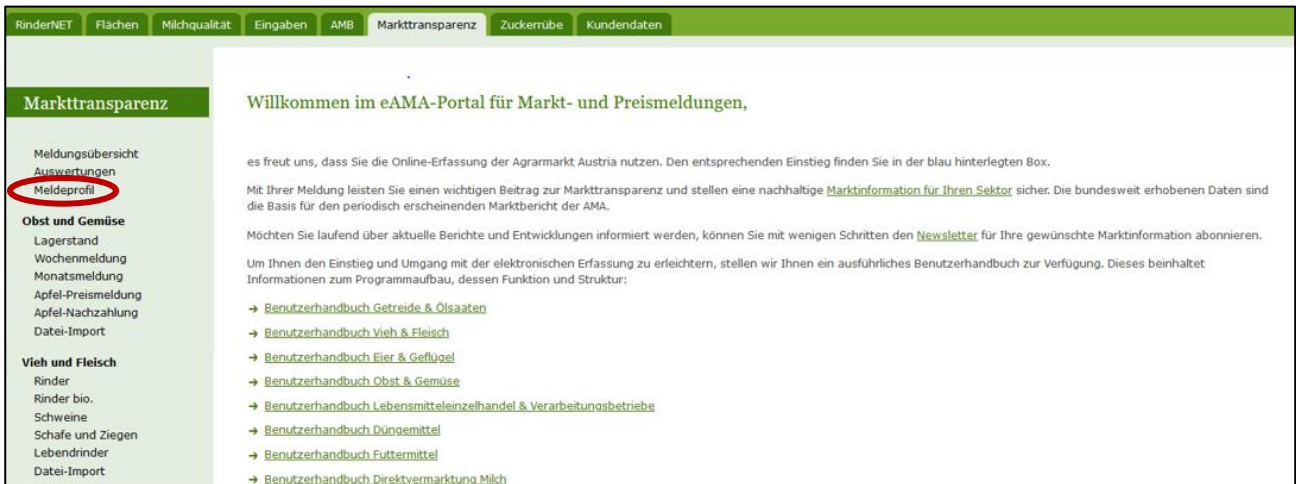 RinderNET Flächen Milchqualität Eingaben AMB Markttransparenz Zuckerrübe Kundendaten
Markttransparenz
Meldungsübersicht
Auswertungen
Meldeprofil
Obst und Gemüse
Lagerstand
Wochenmeldung
Monatsmeldung
Apfel-Preismeldung
Apfel-Nachzahlung
Datei-Import
Vieh und Fleisch
Rinder
Rinder bio.
Schweine
Schafe und Ziegen
Lebendrinder
Datei-Import
Willkommen im eAMA-Portal für Markt- und Preismeldungen,
es freut uns, dass Sie die Online-Erfassung der Agrarmarkt Austria nutzen. Den entsprechenden Einstieg finden Sie in der blau hinterlegten Box.
Mit Ihrer Meldung leisten Sie einen wichtigen Beitrag zur Markttransparenz und stellen eine nachhaltige Marktinformation für Ihren Sektor sicher. Die bundesweit erhobenen Daten sind
die Basis für den periodisch erscheinenden Marktbericht der AMA.
Möchten Sie laufend über aktuelle Berichte und Entwicklungen informiert werden, können Sie mit wenigen Schritten den Newsletter für Ihre gewünschte Marktinformation abonnieren.
Um Ihnen den Einstieg und Umgang mit der elektronischen Erfassung zu erleichtern, stellen wir Ihnen ein ausführliches Benutzerhandbuch zur Verfügung. Dieses beinhaltet
Informationen zum Programmaufbau, dessen Funktion und Struktur:
→ Benutzerhandbuch Getreide & Ölsaaten
→ Benutzerhandbuch Vieh & Fleisch
→ Benutzerhandbuch Eier & Geflügel
→ Benutzerhandbuch Obst & Gemüse
→ Benutzerhandbuch Lebensmitteleinzelhandel & Verarbeitungsbetriebe
→ Benutzerhandbuch Düngemittel
→ Benutzerhandbuch Futtermittel
→ Benutzerhandbuch Direktvermarktung Milch